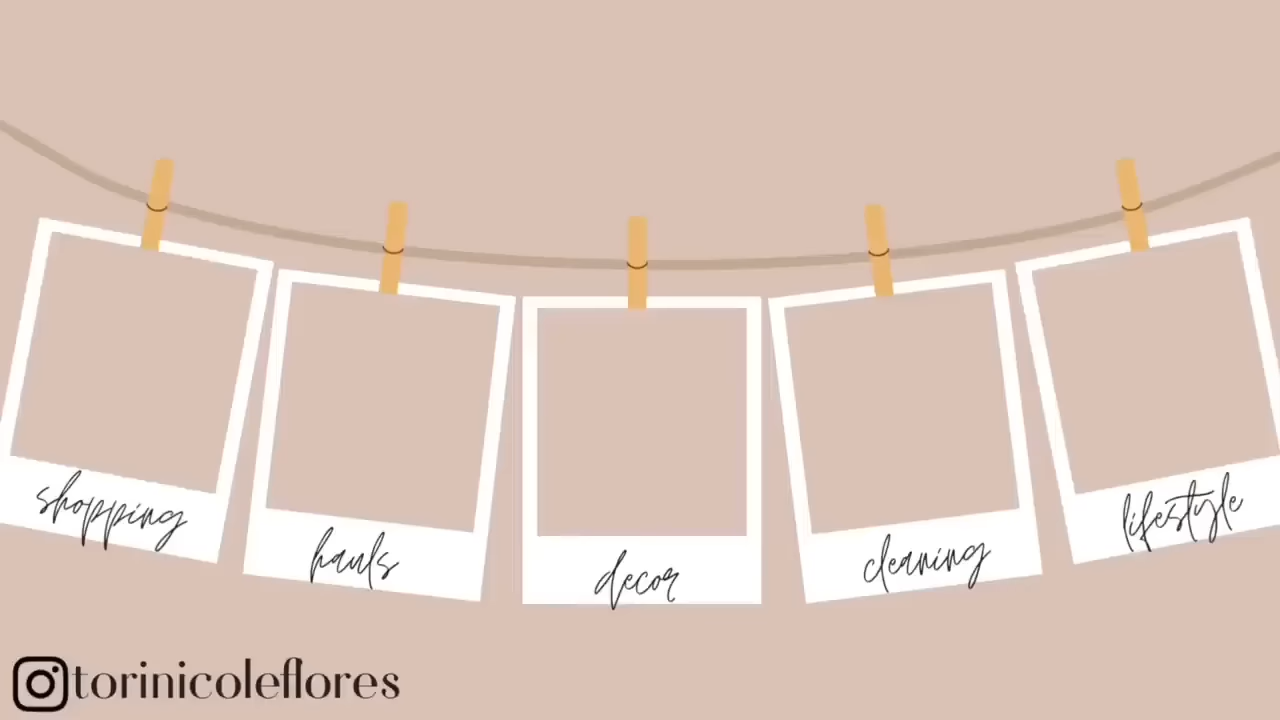 shopping
hauls
decor
cleaning
lifestyle
torinicoleflores